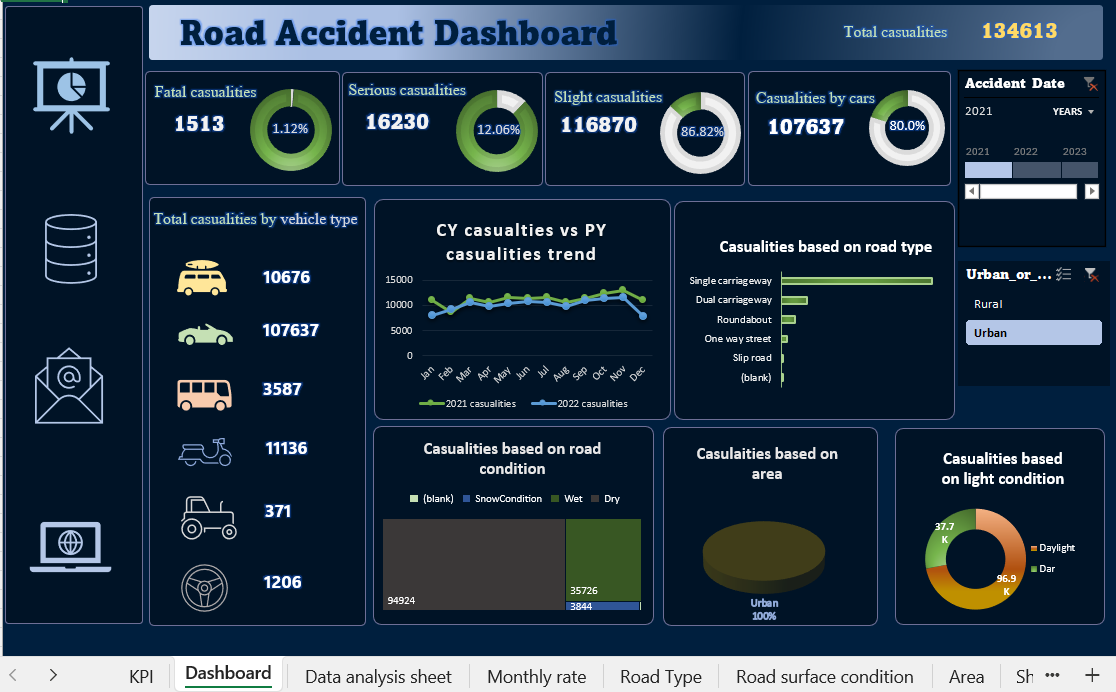 Road Accident Dashboard
Total casualities
134613
Fatal casualities
1513
1.12%
Serious casualities
16230
12.06%
Slight casualities
116870
86.82%
Casualities by cars
107637
80.0%
Accident Date
2021
YEARS
2021
2022
2023
Total casualities by vehicle type
10676
107637
3587
11136
371
1206
CY casualties vs PY
casualities trend
15000
10000
5000
0
Jan
Feb
Mar
Apr
May
Jun
Jul
Aug
Sep
Oct
Nov
Dec
2021 casualities
2022 casualities
Casualities based on road type
Single carriageway
Dual carriageway
Roundabout
One way street
Slip road
(blank)
Urban_or_...
Rural
Urban
Casualities based on road
condition
(blank)
SnowCondition
Wet
Dry
94924
35726
3844
Casulaities based on
area
Urban
100%
Casualities based
on light condition
37.7
K
96.9
K
Daylight
Dar
KPI
Dashboard
Data analysis sheet
Monthly rate
Road Type
Road surface condition
Area
Sh